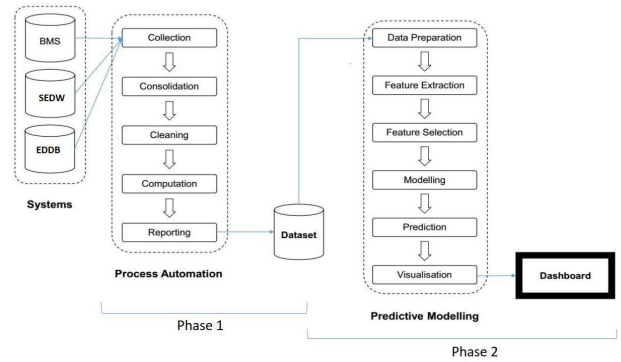 BMS
SEDW
EDDB
Systems
Collection
Consolidation
Cleaning
Computation
Reporting
Process Automation
Dataset
Data Preparation
Feature Extraction
Feature Selection
Modelling
Prediction
Visualisation
Predictive Modelling
Dashboard
Phase 1
Phase 2